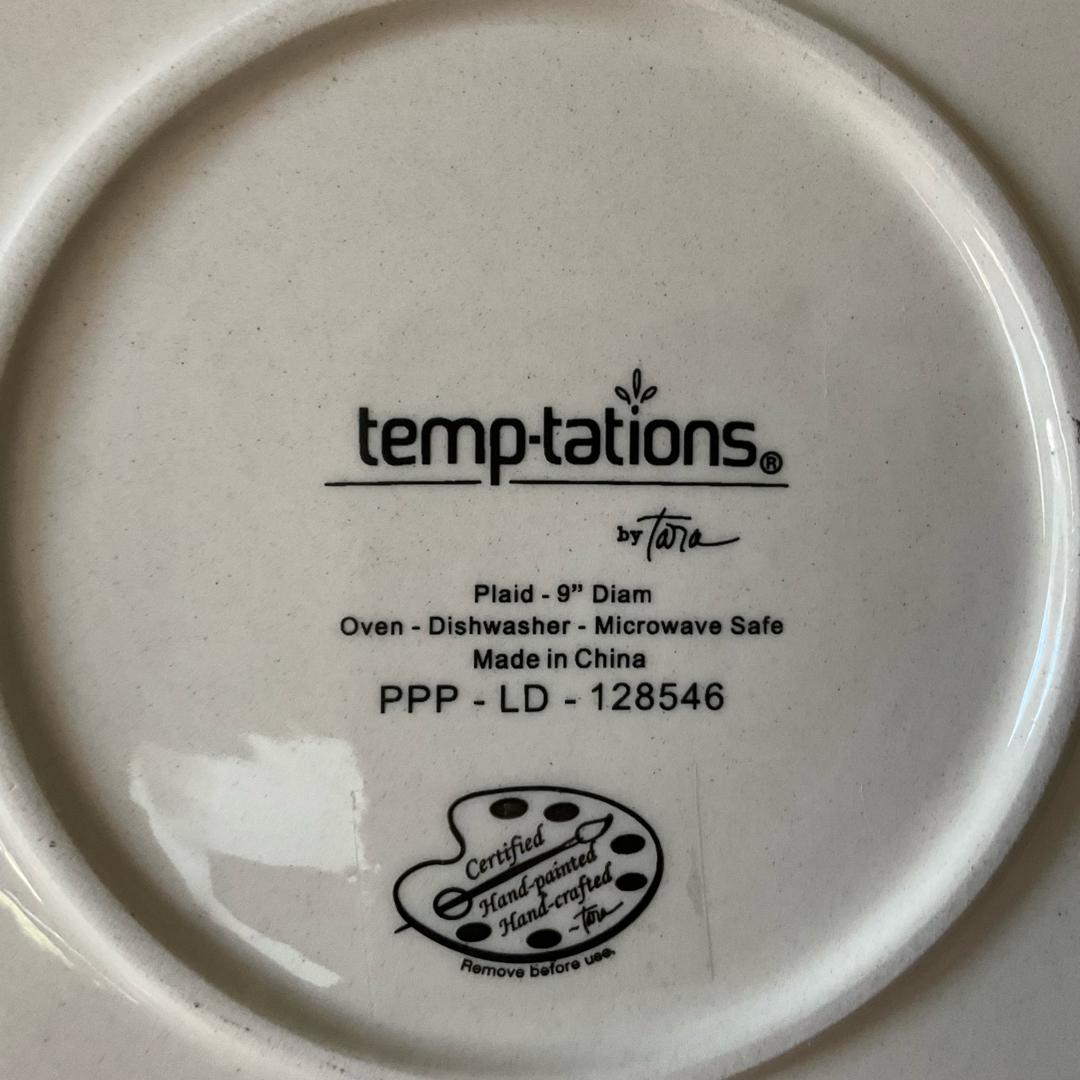 temp-tations®
by Tara
Plaid - 9” Diam
Oven - Dishwasher - Microwave Safe
Made in China
PPP - LD - 128546
Certified
Hand-painted
Hand-crafted
~Tara
Remove before use.